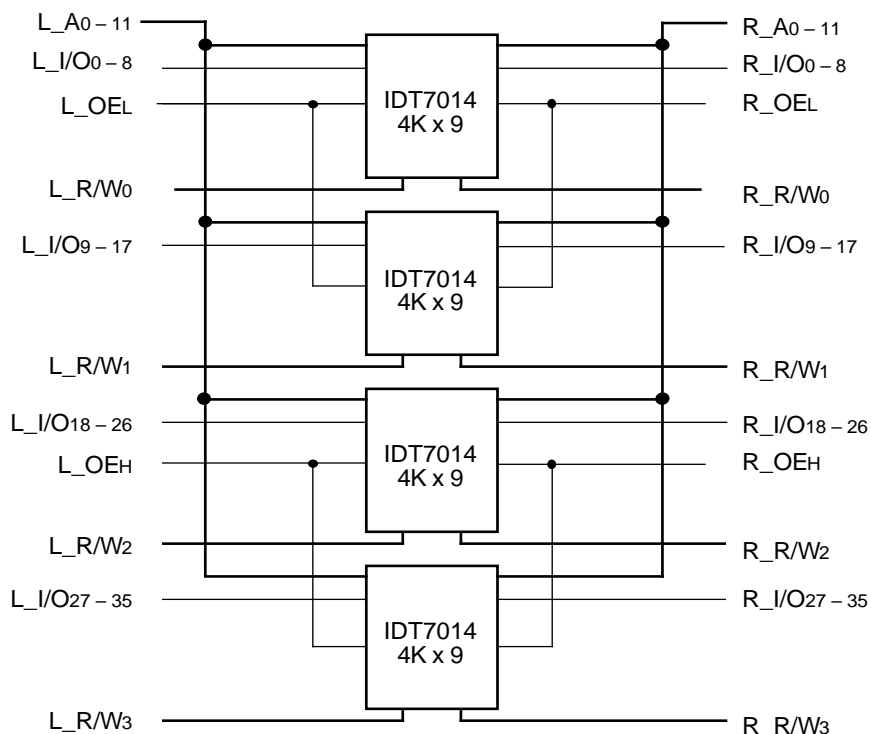 L_A0 – 11 R_A0 – 11
L_I/O0 – 8 R_I/O0 – 8
L_OEL IDT7014 R_OEL
4K x 9
L_R/W0 R_R/W0
L_I/O9 – 17 IDT7014 R_I/O9 – 17
4K x 9
L_R/W1 R_R/W1
L_I/O18 – 26 R_I/O18 – 26
L_OEH IDT7014 R_OEH
4K x 9
L_R/W2 R_R/W2
L_I/O27 – 35 R_I/O27 – 35
IDT7014
4K x 9
L_R/W3 R_R/W3